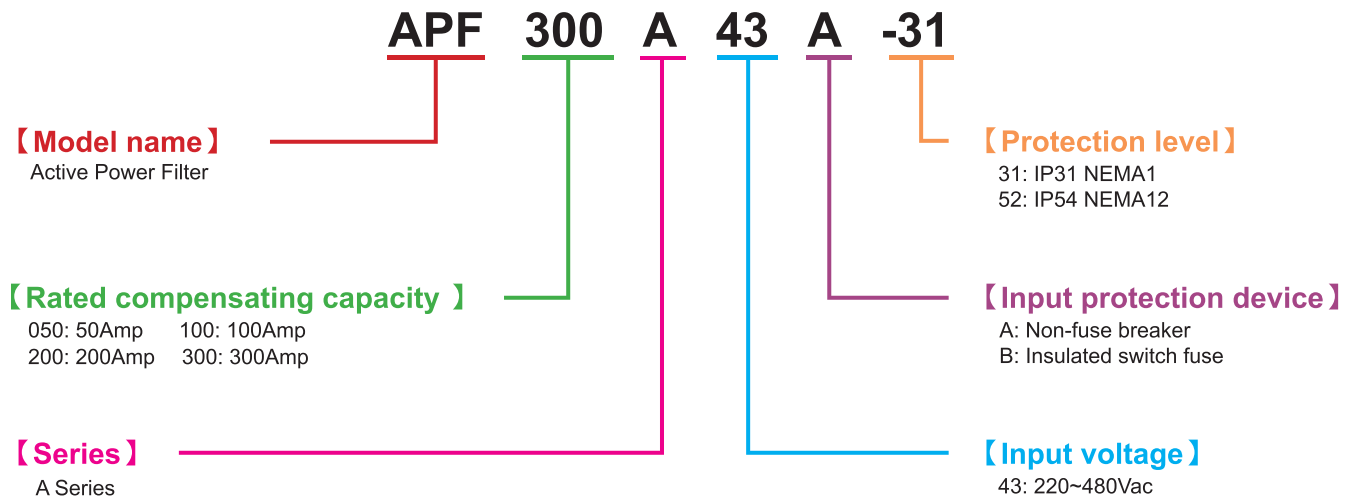 APF 300 A 43 A -31
【Model name】
Active Power Filter
【Rated compensating capacity 】
050: 50Amp 100: 100Amp
200: 200Amp 300: 300Amp
【Series】
A Series
【Protection level】
31: IP31 NEMA1
52: IP54 NEMA12
【Input protection device】
A: Non-fuse breaker
B: Insulated switch fuse
【Input voltage】
43: 220~480Vac